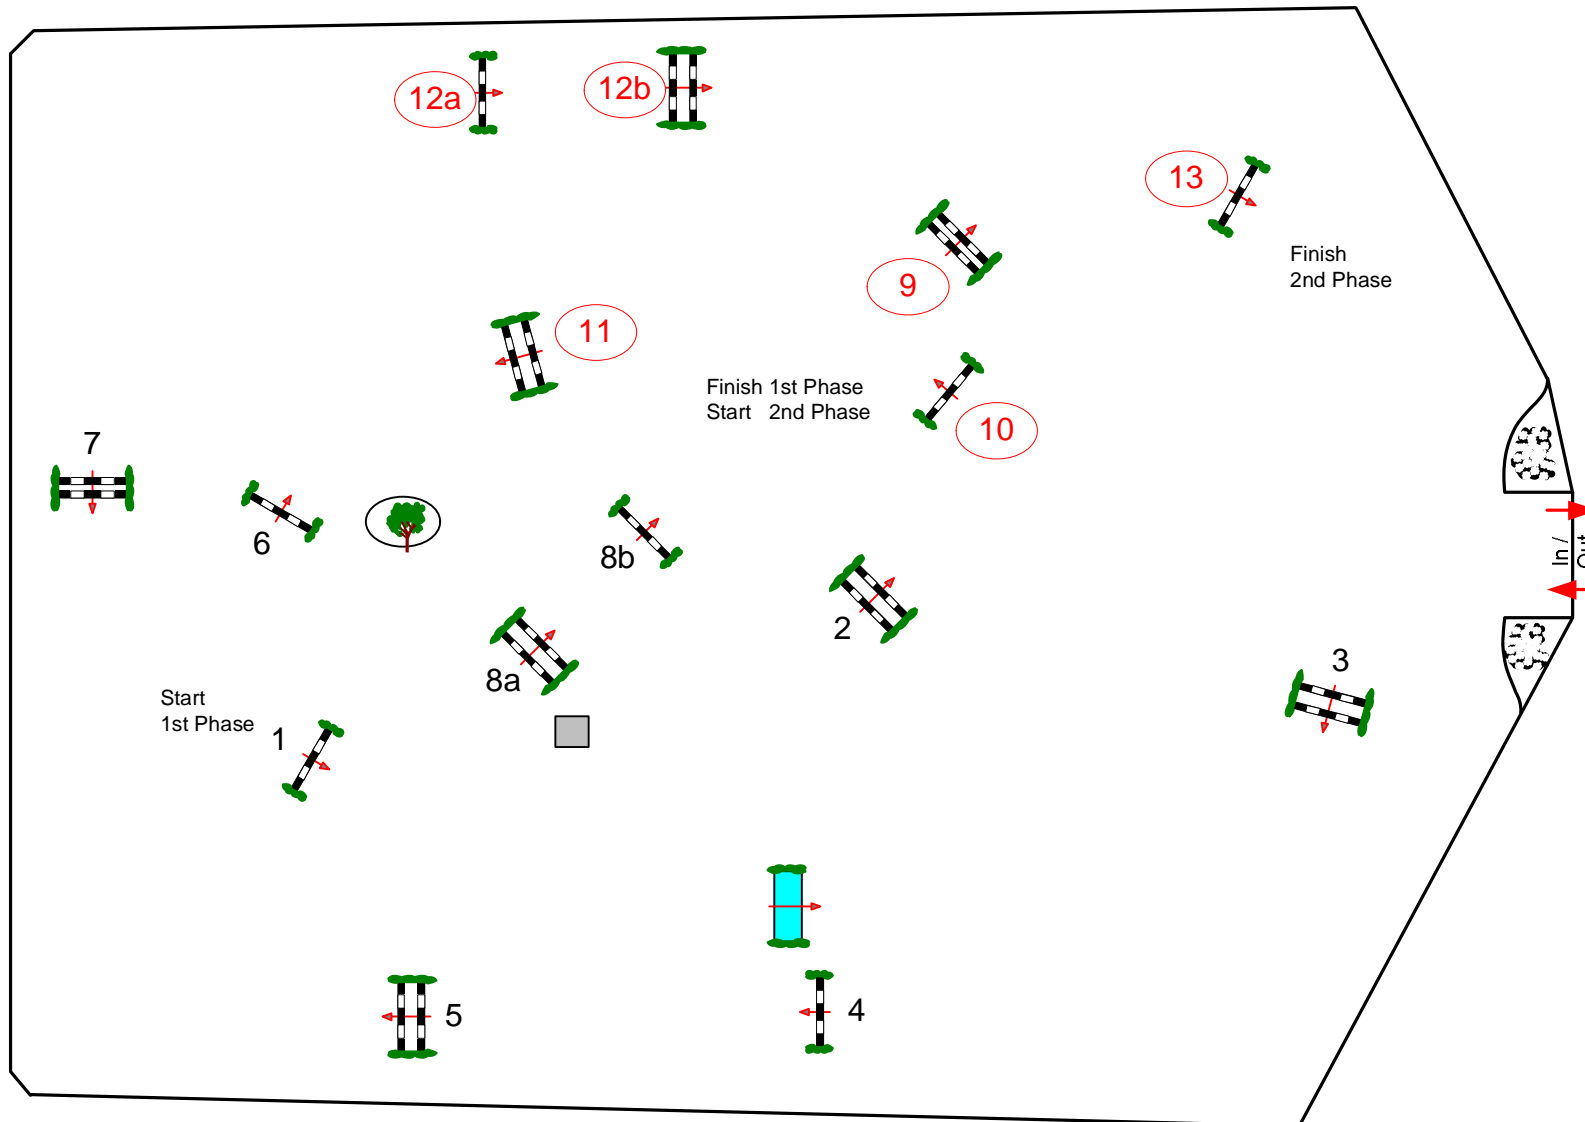 12a
12b
13
9
Finish
2nd Phase
11
Finish 1st Phase
Start 2nd Phase
10
7
6
8b
In /
Out
2
8a
3
Start
1st Phase
1
5
4